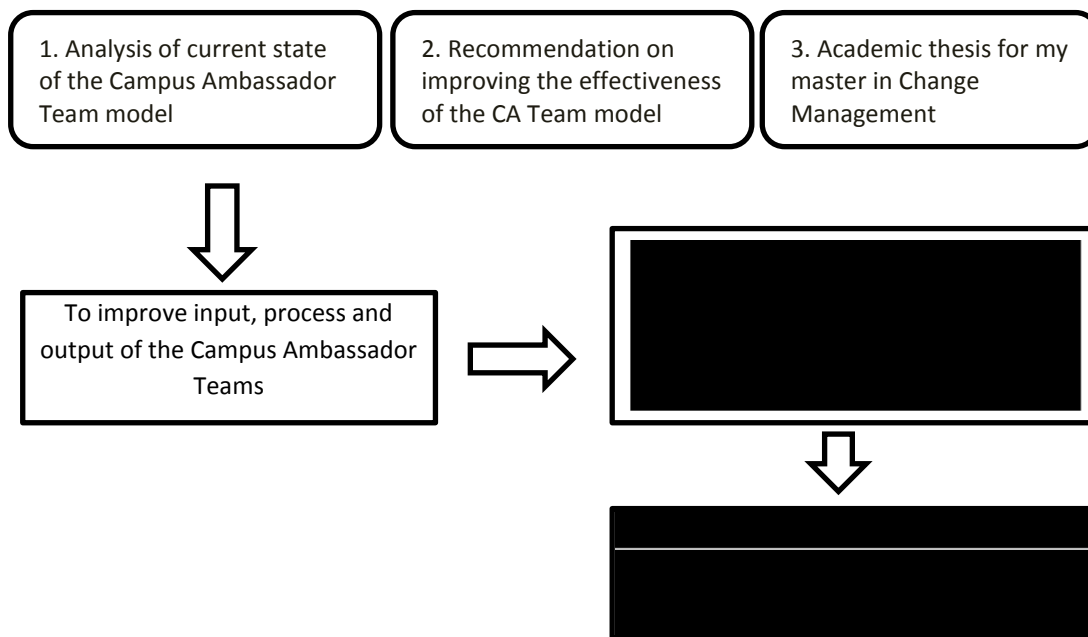 1. Analysis of current state
of the Campus Ambassador
Team model
2. Recommendation on
improving the effectiveness
of the CA Team model
3. Academic thesis for my
master in Change
Management
To improve input, process and
output of the Campus Ambassador
Teams